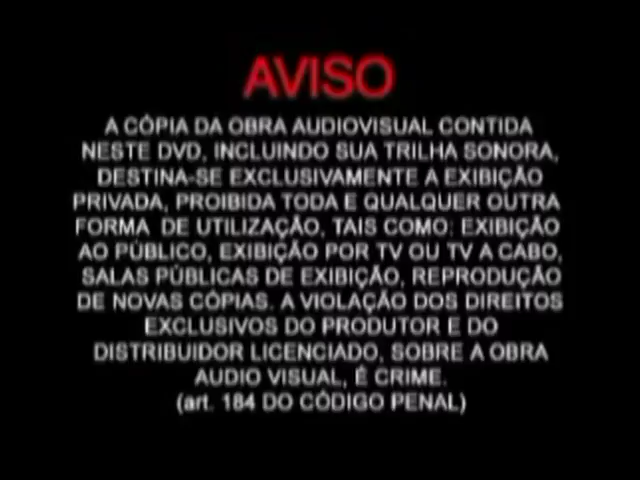 AVISO
A CÓPIA DA OBRA AUDIOVISUAL CONTIDA
NESTE DVD, INCLUINDO SUA TRILHA SONORA,
DESTINA-SE EXCLUSIVAMENTE A EXIBIÇÃO
PRIVADA, PROIBIDA TODA E QUALQUER OUTRA
FORMA DE UTILIZAÇÃO, TAIS COMO: EXIBIÇÃO
AO PÚBLICO, EXIBIÇÃO POR TV OU TV A CABO,
SALAS PÚBLICAS DE EXIBIÇÃO, REPRODUÇÃO
DE NOVAS CÓPIAS. A VIOLAÇÃO DOS DIREITOS
EXCLUSIVOS DO PRODUTOR E DO
DISTRIBUIDOR LICENCIADO, SOBRE A OBRA
AUDIO VISUAL, É CRIME.
(art. 184 DO CÓDIGO PENAL)